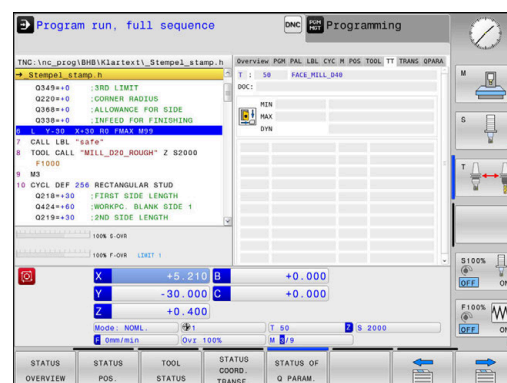 Program run, full sequence
DNC
PGM MGT
Programming
TNC:\nc_prog\BHB\Klartext\_Stempel_stamp.h
→_Stempel_stamp.h
Q349=+0 ;3RD LIMIT
Q220=+0 ;CORNER RADIUS
Q368=+0 ;ALLOWANCE FOR SIDE
Q338=+0 ;INFEED FOR FINISHING
6 L Y-30 X+30 R0 FMAX M99
7 CALL LBL "safe"
8 TOOL CALL "MILL_D20_ROUGH" Z S2000
F1000
9 M3
10 CYCL DEF 256 RECTANGULAR STUD
Q218=+30 ;FIRST SIDE LENGTH
Q424=+60 ;WORKPC. BLANK SIDE 1
Q219=+30 ;2ND SIDE LENGTH
100% S-OVR
100% F-OVR LIMIT 1
Overview PGM PAL LBL CYC M POS TOOL TT TRANS QPARA
T : 50 FACE_MILL_D40
DOC:
MIN
MAX
DYN
X +5.210 B +0.000
Y -30.000 C +0.000
Z +0.400
Mode: NOML. 1 T 50 Z S 2000
F 0mm/min Ovr 100% M 5/9
STATUS OVERVIEW
STATUS POS.
TOOL STATUS
STATUS COORD. TRANSF.
STATUS OF Q PARAM.
M
S
T
S100%
OFF ON
F100%
OFF ON